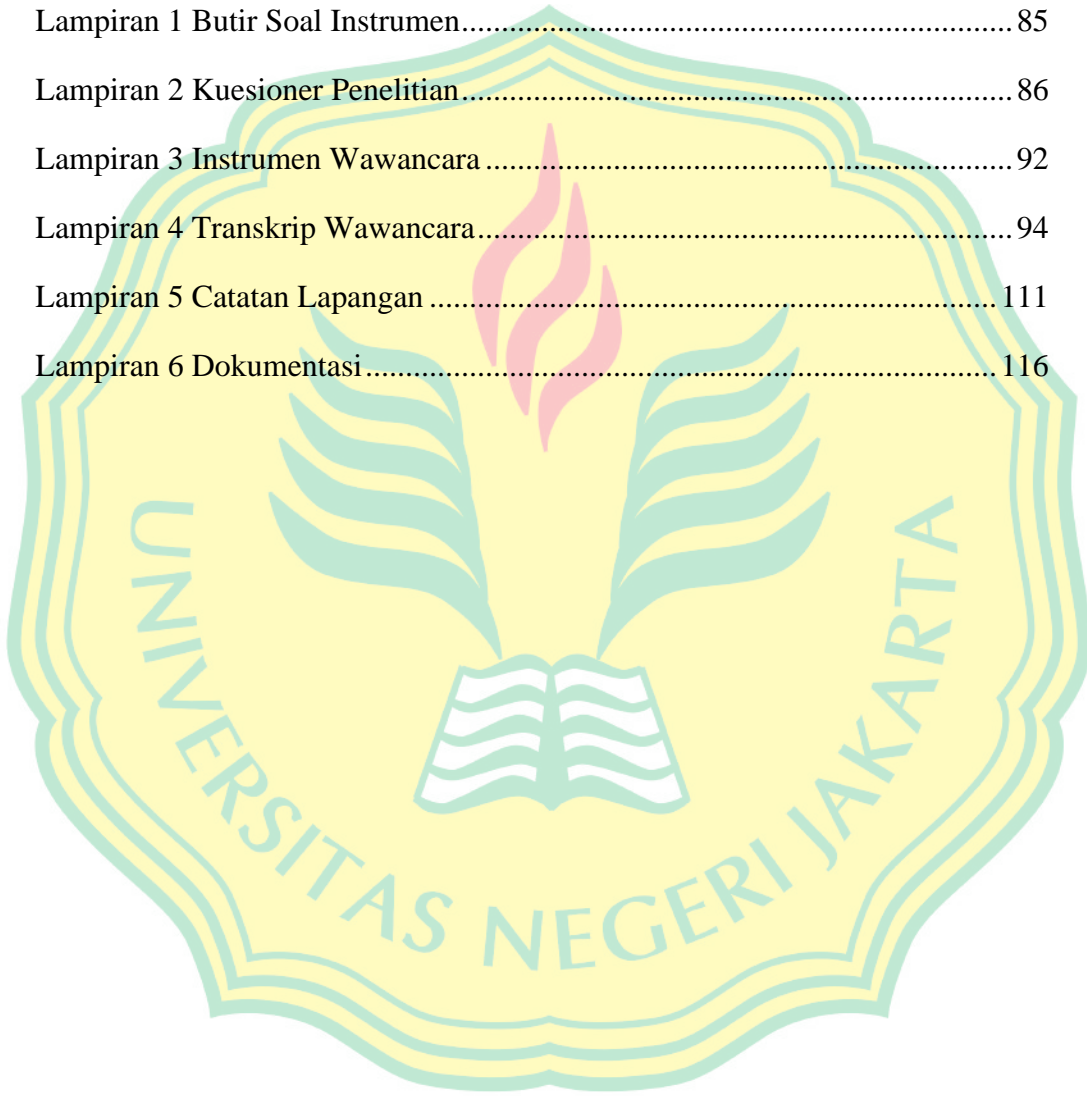 Lampiran 1 Butir Soal Instrumen.................................................................... 85
Lampiran 2 Kuesioner Penelitian.................................................................... 86
Lampiran 3 Instrumen Wawancara ................................................................. 92
Lampiran 4 Transkrip Wawancara.................................................................. 94
Lampiran 5 Catatan Lapangan ...................................................................... 111
Lampiran 6 Dokumentasi.............................................................................. 116
UNIVERSITAS NEGERI JAKARTA